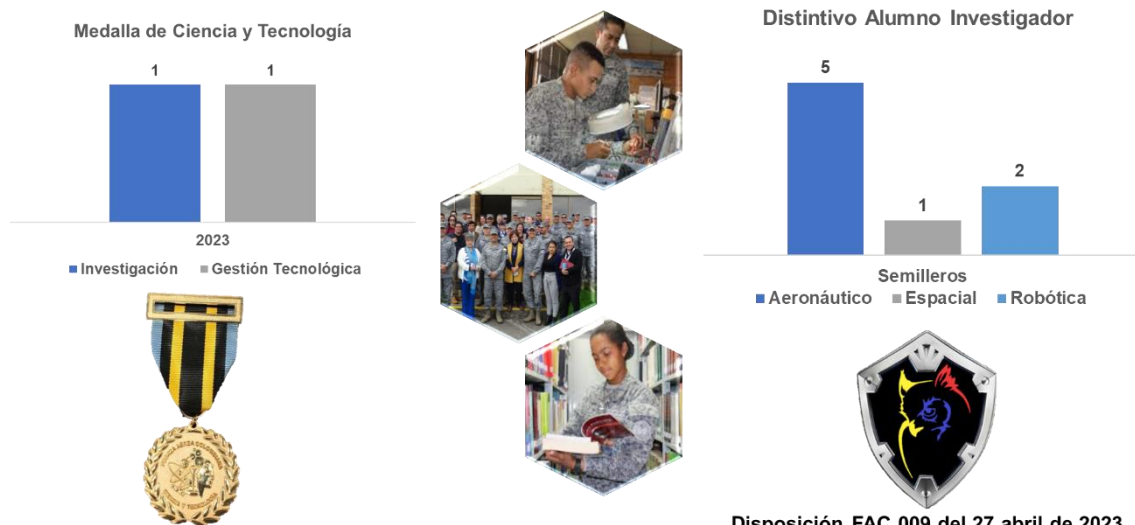 Medalla de Ciencia y Tecnología
1
1
2023
Investigación
Gestión Tecnológica
Distintivo Alumno Investigador
5
1
2
Semilleros
Aeronáutico
Espacial
Robótica
Disposición FAC 009 del 27 abril de 2023